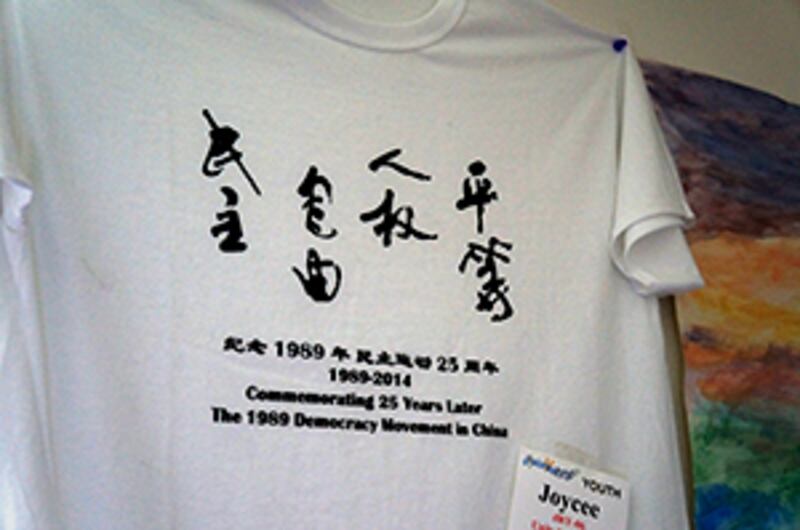 民主
自由
人权
平等
纪念 1989 年 民主运动 25 周年
1989-2014
Commemorating 25 Years Later
The 1989 Democracy Movement in China
YOUTH
Joycee